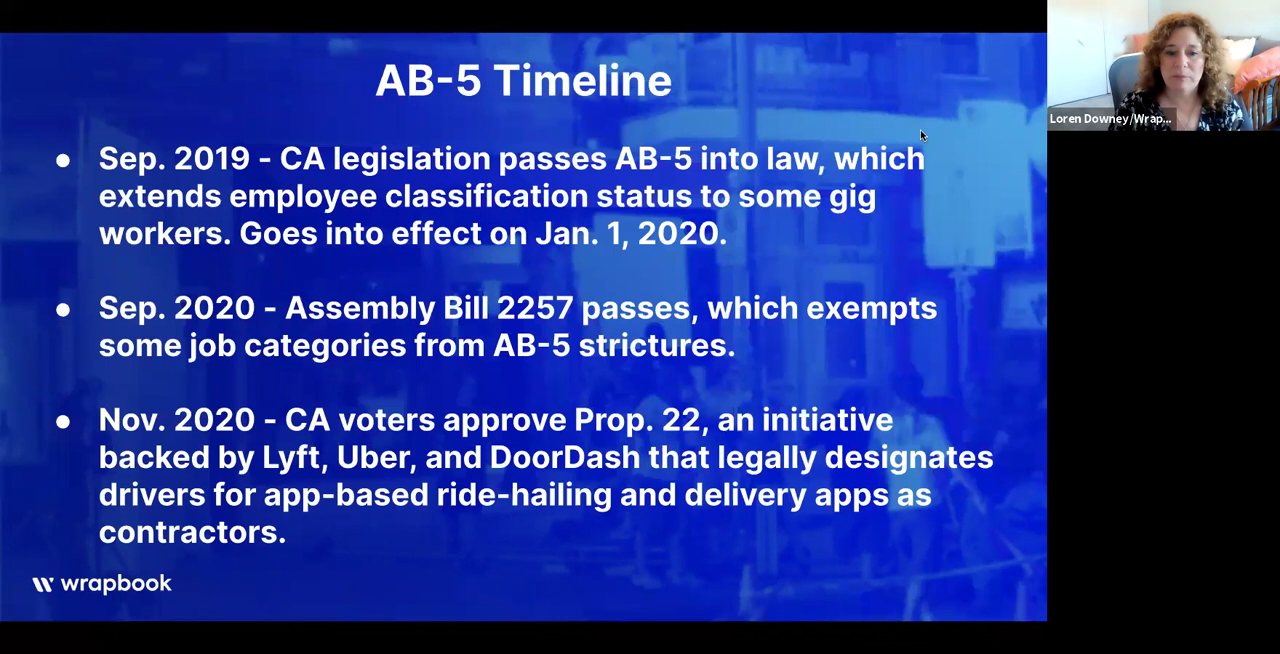 AB-5 Timeline
● Sep. 2019 - CA legislation passes AB-5 into law, which
extends employee classification status to some gig
workers. Goes into effect on Jan. 1, 2020.
● Sep. 2020 - Assembly Bill 2257 passes, which exempts
some job categories from AB-5 strictures.
● Nov. 2020 - CA voters approve Prop. 22, an initiative
backed by Lyft, Uber, and DoorDash that legally designates
drivers for app-based ride-hailing and delivery apps as
contractors.
wrapbook
Loren Downey/Wrap...